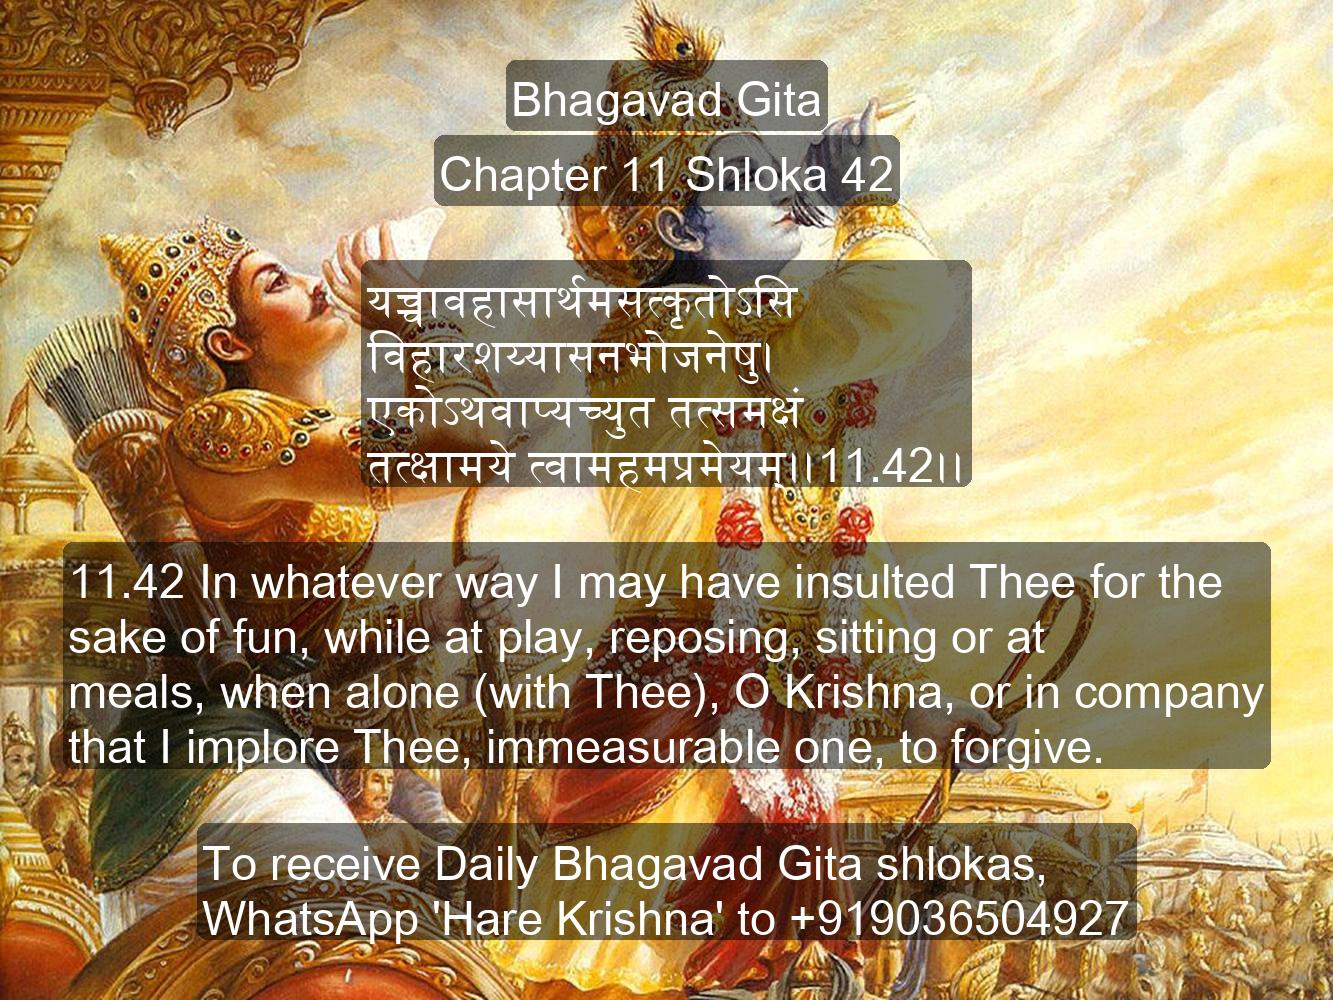 Bhagavad Gita
Chapter 11 Shloka 42
यच्चावहासार्थमसत्कृतोऽसि
विहारशय्यासनभोजनेषु।
एकोऽथवाप्यच्युत तत्समक्षं
तत्क्षामये त्वामहमप्रमेयम्।।11.42।।
11.42 In whatever way I may have insulted Thee for the
sake of fun, while at play, reposing, sitting or at
meals, when alone (with Thee), O Krishna, or in company
that I implore Thee, immeasurable one, to forgive.
To receive Daily Bhagavad Gita shlokas,
WhatsApp 'Hare Krishna' to +919036504927